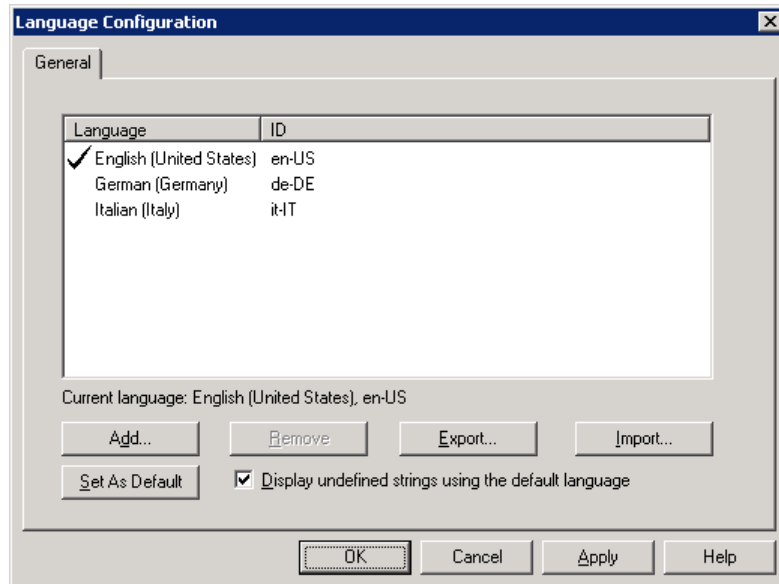 Language Configuration
General
Language ID
English (United States) en-US
German (Germany) de-DE
Italian (Italy) it-IT
Current language: English (United States), en-US
Add... Remove Export... Import...
Set As Default Display undefined strings using the default language
OK Cancel Apply Help